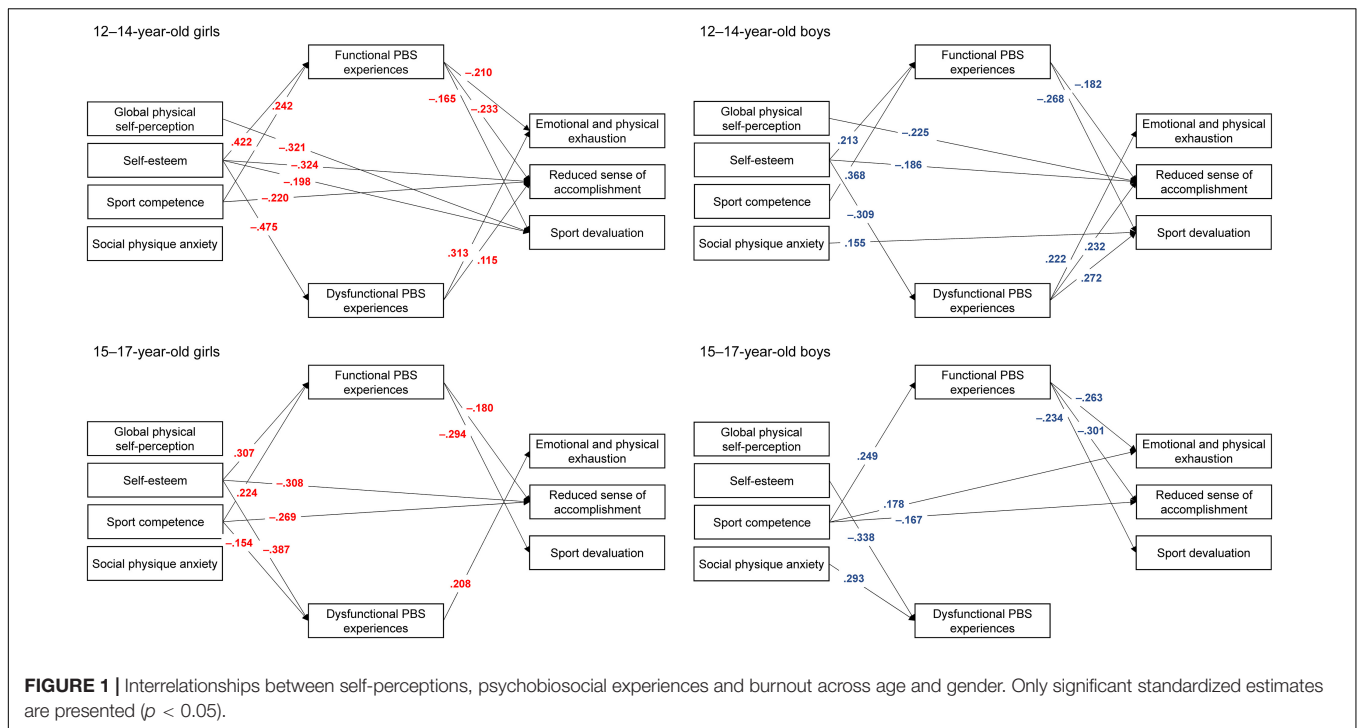 12–14-year-old girls
Functional PBS
experiences
–.210
–.165
–.233
.242
Global physical
self-perception
Emotional and physical
exhaustion
.422
–.321
Self-esteem
–.324
Reduced sense of
accomplishment
–.198
Sport competence
–.220
–.475
Social physique anxiety
Sport devaluation
.313
.115
Dysfunctional PBS
experiences
12–14-year-old boys
Functional PBS
experiences
–.182
–.268
Global physical
self-perception
–.225
Emotional and physical
exhaustion
.213
Self-esteem
–.186
.368
Reduced sense of
accomplishment
Sport competence
–.309
Social physique anxiety
.155
Sport devaluation
.232
.222
.272
Dysfunctional PBS
experiences
15–17-year-old girls
Functional PBS
experiences
–.180
–.294
Global physical
self-perception
.307
Emotional and physical
exhaustion
Self-esteem
–.308
.224
Reduced sense of
accomplishment
Sport competence
–.269
–.154
–.387
Social physique anxiety
Sport devaluation
.208
Dysfunctional PBS
experiences
15–17-year-old boys
Functional PBS
experiences
–.263
–.234
–.301
Global physical
self-perception
.249
Emotional and physical
exhaustion
Self-esteem
Sport competence
.178
–.167
Reduced sense of
accomplishment
–.338
Social physique anxiety
.293
Sport devaluation
Dysfunctional PBS
experiences
FIGURE 1 | Interrelationships between self-perceptions, psychobiosocial experiences and burnout across age and gender. Only significant standardized estimates
are presented (p < 0.05).